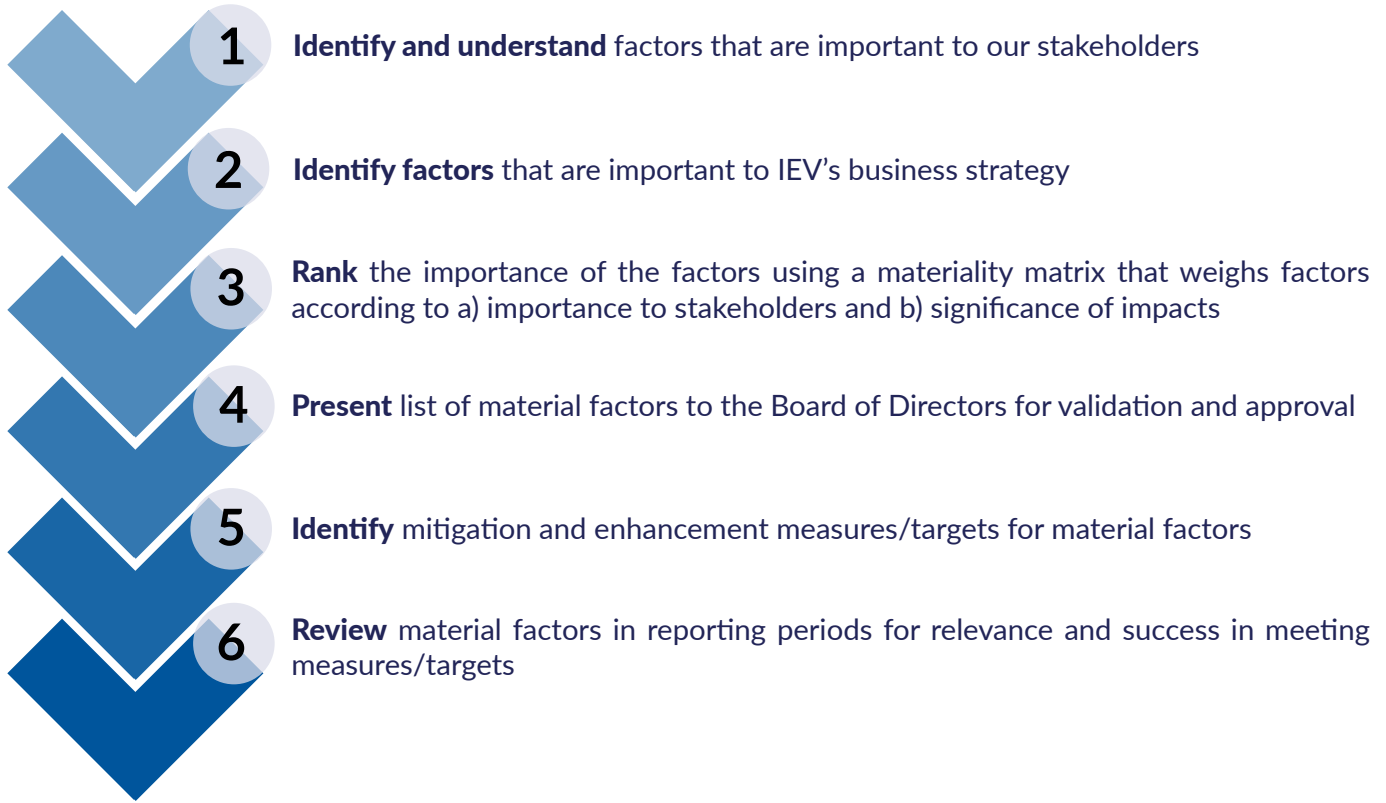 1 Identify and understand factors that are important to our stakeholders
2 Identify factors that are important to IEV’s business strategy
3 Rank the importance of the factors using a materiality matrix that weighs factors
according to a) importance to stakeholders and b) significance of impacts
4 Present list of material factors to the Board of Directors for validation and approval
5 Identify mitigation and enhancement measures/targets for material factors
6 Review material factors in reporting periods for relevance and success in meeting
measures/targets